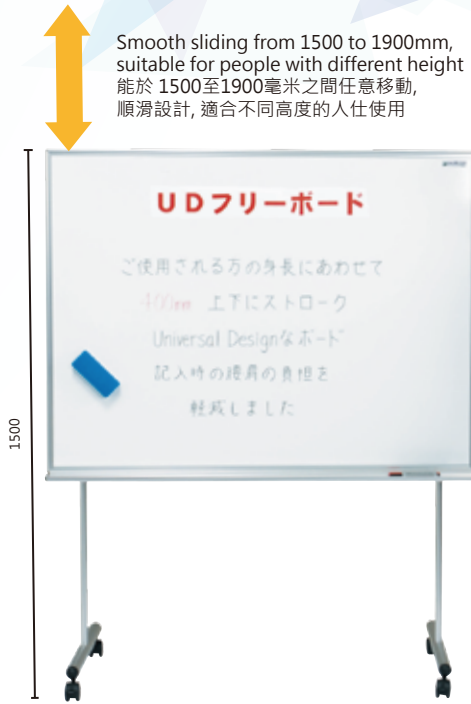 Smooth sliding from 1500 to 1900mm,
suitable for people with different height
能於 1500至1900毫米之間任意移動,
順滑設計, 適合不同高度的人仕使用
UDフリーボード
ご使用される方の身長にあわせて
400mm 上下にストローク
Universal Designなボード
記入時の腰肩の負担を
軽減しました
1500